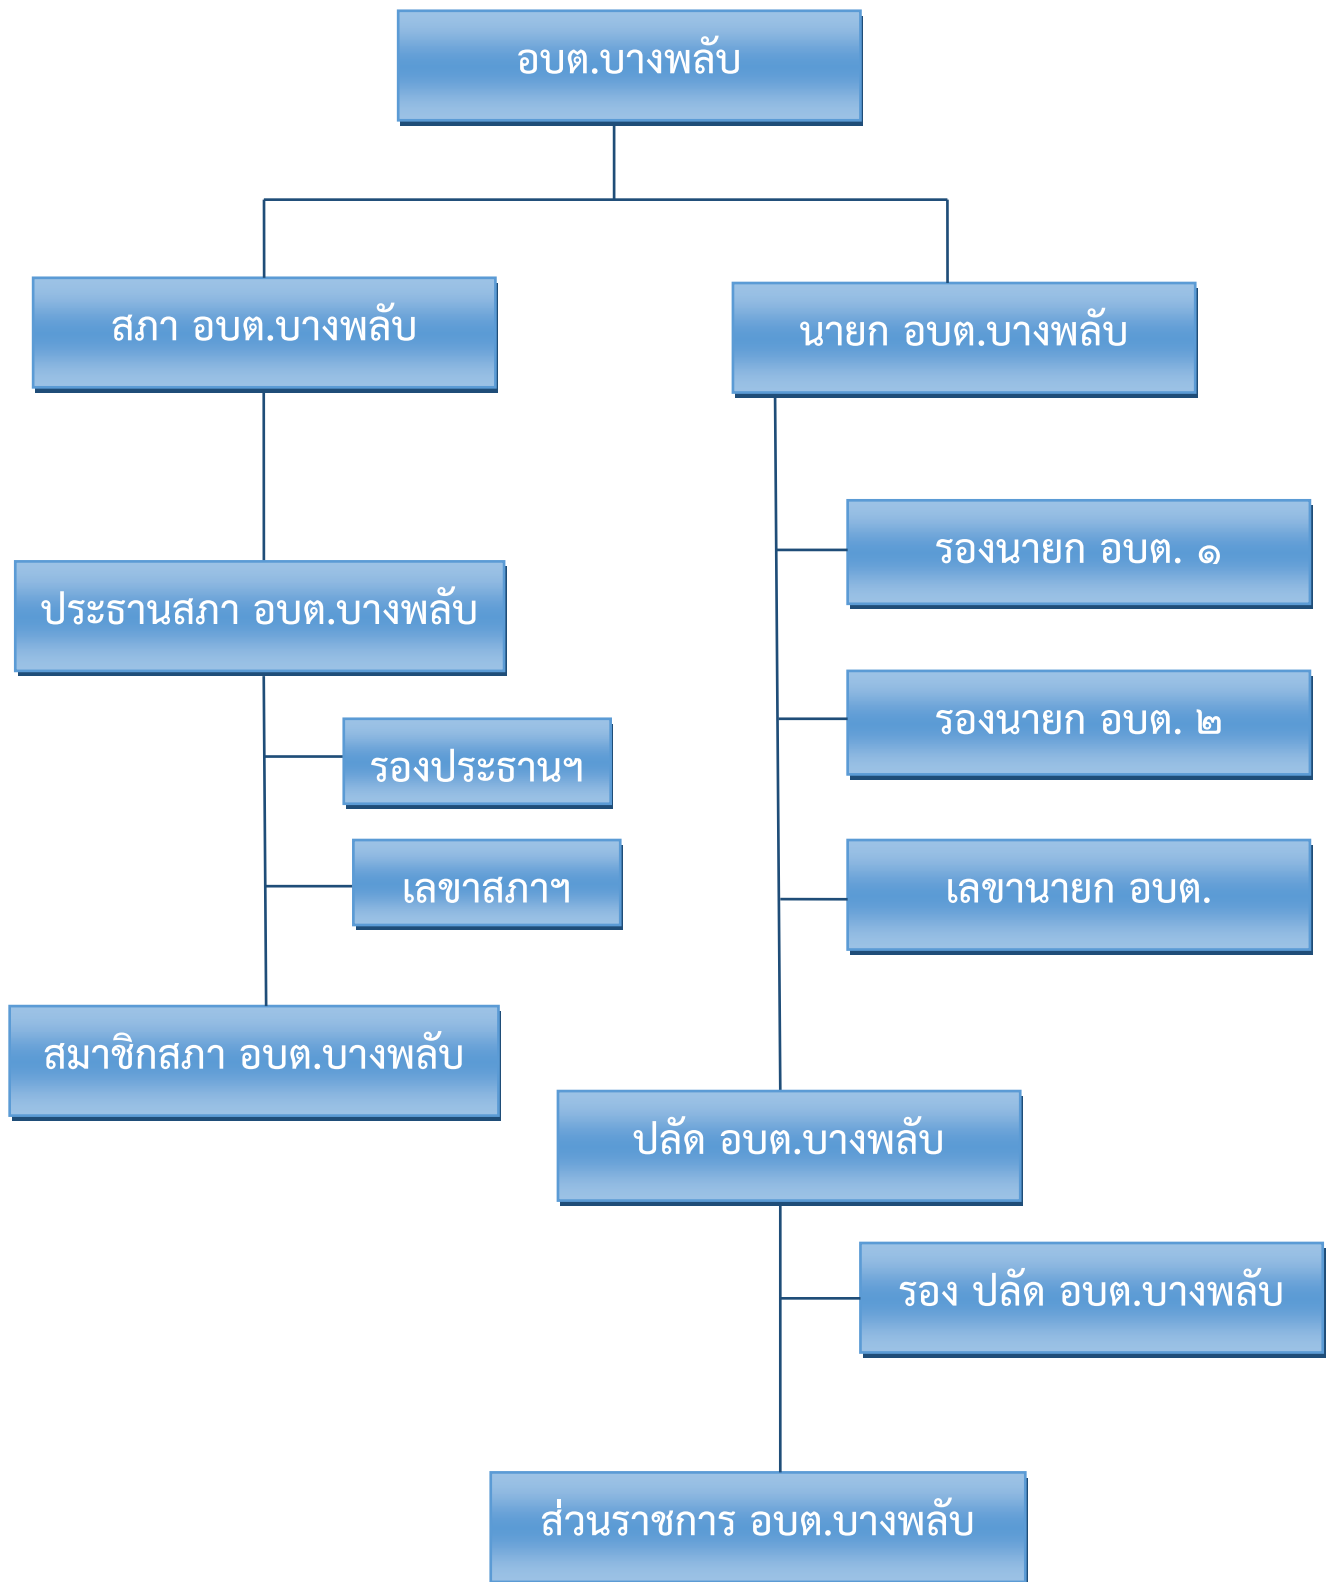 อบต.บางพลับ
สภา อบต.บางพลับ
นายก อบต.บางพลับ
รองนายก อบต. ๑
ประธานสภา อบต.บางพลับ
รองนายก อบต. ๒
รองประธานฯ
เลขาสภาฯ
เลขานายก อบต.
สมาชิกสภา อบต.บางพลับ
ปลัด อบต.บางพลับ
รอง ปลัด อบต.บางพลับ
ส่วนราชการ อบต.บางพลับ